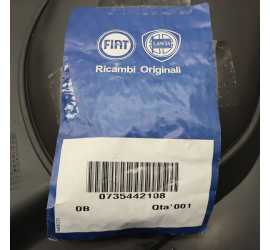 FIAT
LANCIA
Ricambi Originali
0735442108
0B Qta' 001